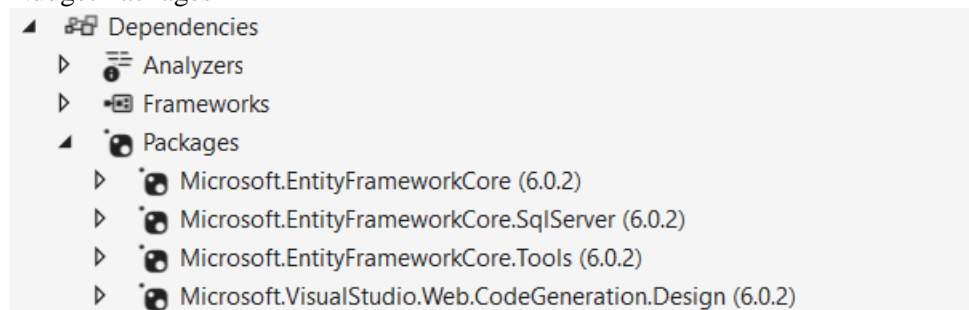 Dependencies
Analyzers
Frameworks
Packages
Microsoft.EntityFrameworkCore (6.0.2)
Microsoft.EntityFrameworkCore.SqlServer (6.0.2)
Microsoft.EntityFrameworkCore.Tools (6.0.2)
Microsoft.VisualStudio.Web.CodeGeneration.Design (6.0.2)